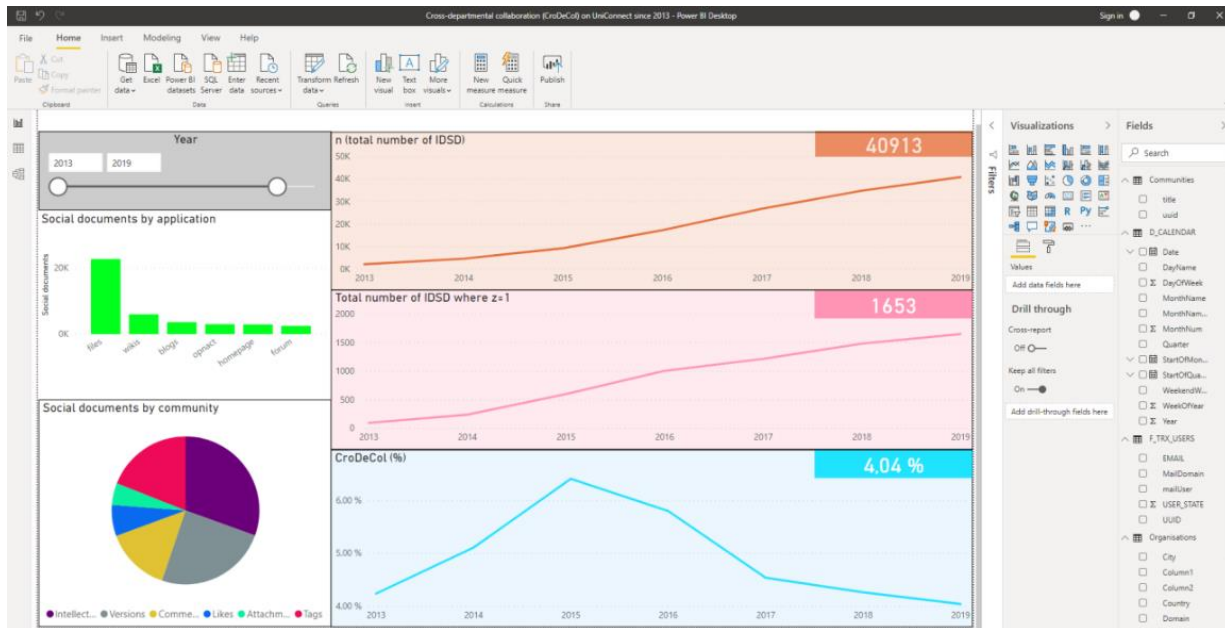 Cross-departmental collaboration (CroDeCol) on UniConnect since 2013 - Power BI Desktop
Sign in
File Home Insert Modeling View Help
Paste
Cut
Copy
Format painter
Get data
Excel
Power BI datasets
SQL Server
Enter data
Recent sources
Transform data
Refresh
New visual
Text box
More visuals
New measure
Quick measure
Publish
Clipboard
Data
Queries
Insert
Calculations
Share
Year
2013 2019
Social documents by application
Social documents
20K
0K
files wikis blogs opnact homepage forum
Social documents by community
Intellect... Versions Comme... Likes Attachm... Tags
n (total number of IDSD)
40913
50K
40K
30K
20K
10K
0K
2013 2014 2015 2016 2017 2018 2019
Total number of IDSD where z=1
1653
2000
1500
1000
500
0
2013 2014 2015 2016 2017 2018 2019
CroDeCol (%)
4.04 %
6.00 %
5.00 %
4.00 %
2013 2014 2015 2016 2017 2018 2019
Filters
Visualizations
R Py
...
Values
Add data fields here
Drill through
Cross-report
Off
Keep all filters
On
Add drill-through fields here
Fields
Search
Communities
title
uuid
D_CALENDAR
Date
DayName
Σ DayOfWeek
MonthName
MonthNam...
Σ MonthNum
Quarter
StartOfMon...
StartOfQua...
WeekendW...
Σ WeekOfYear
Σ Year
F_TRX_USERS
EMAIL
MailDomain
mailUser
Σ USER_STATE
UUID
Organisations
City
Column1
Column2
Country
Domain